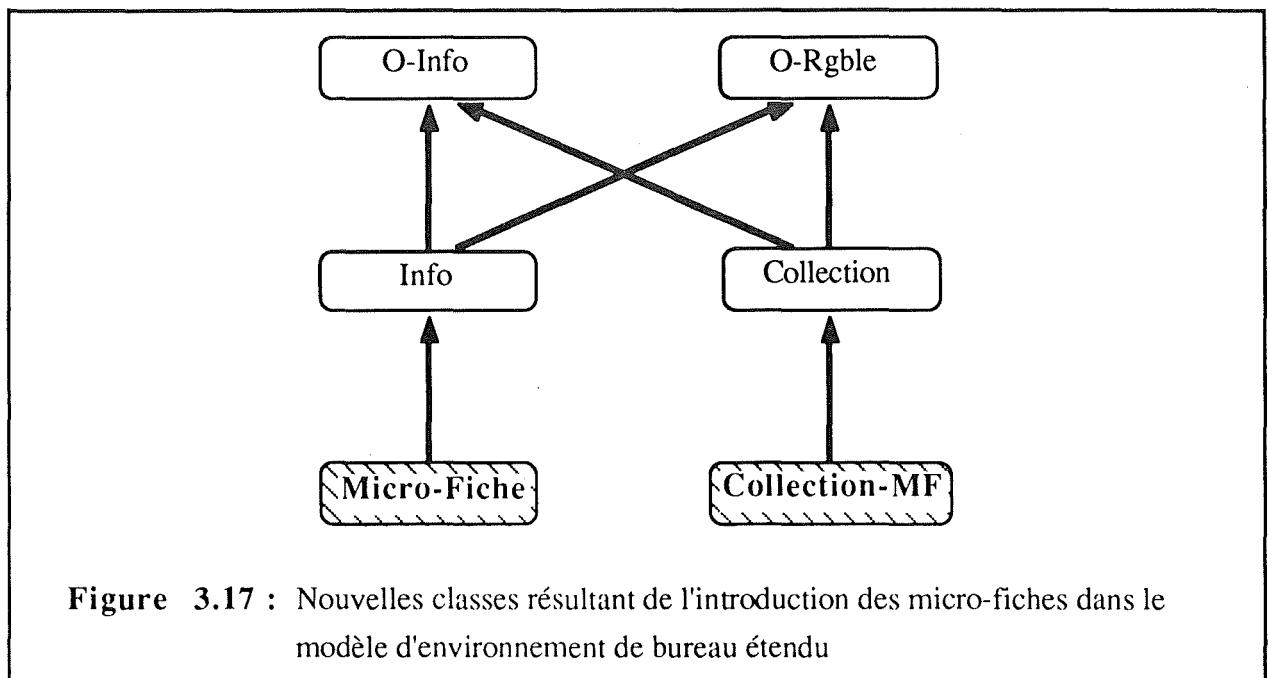 O-Info
O-Rgble
Info
Collection
Micro-Fiche
Collection-MF
Figure 3.17 : Nouvelles classes résultant de l'introduction des micro-fiches dans le
modèle d'environnement de bureau étendu